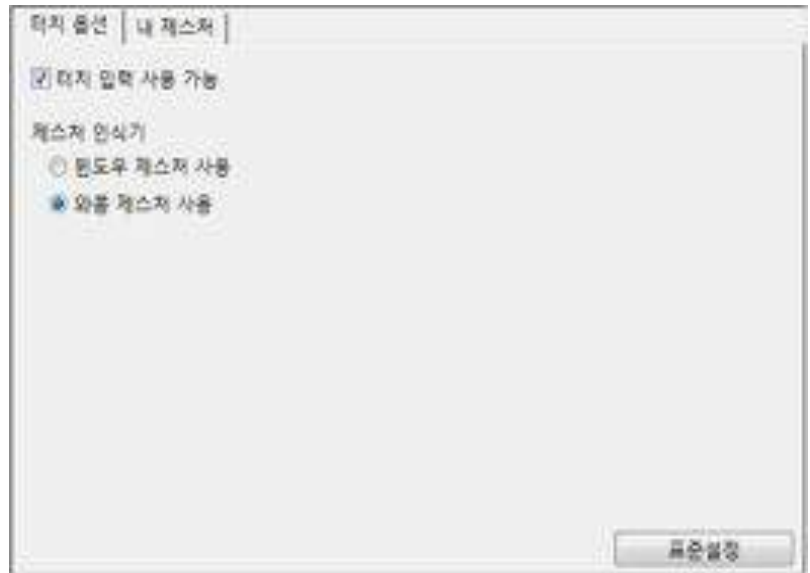 터치 옵션 내 제스처
터치 입력 사용 가능
제스처 인식기
윈도우 제스처 사용
와콤 제스처 사용
표준설정